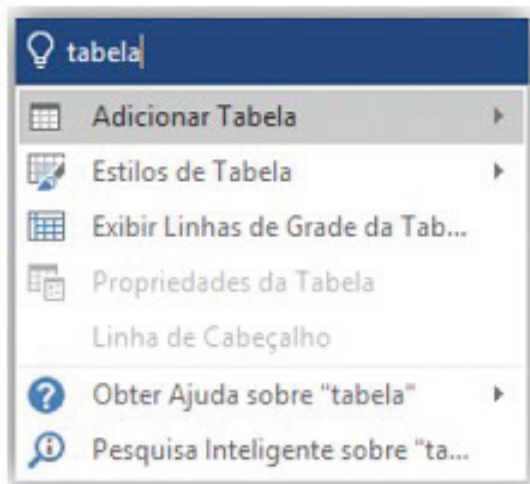 tabela
Adicionar Tabela
Estilos de Tabela
Exibir Linhas de Grade da Tab...
Propriedades da Tabela
Linha de Cabeçalho
Obter Ajuda sobre "tabela"
Pesquisa Inteligente sobre "ta...